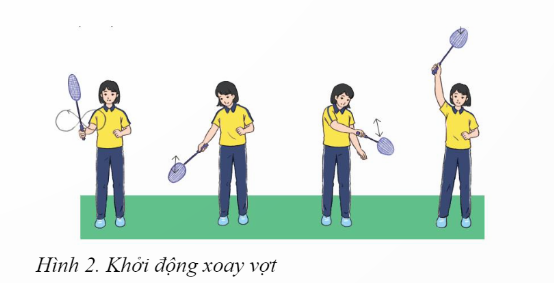 Hình 2. Khởi động xoay vợt